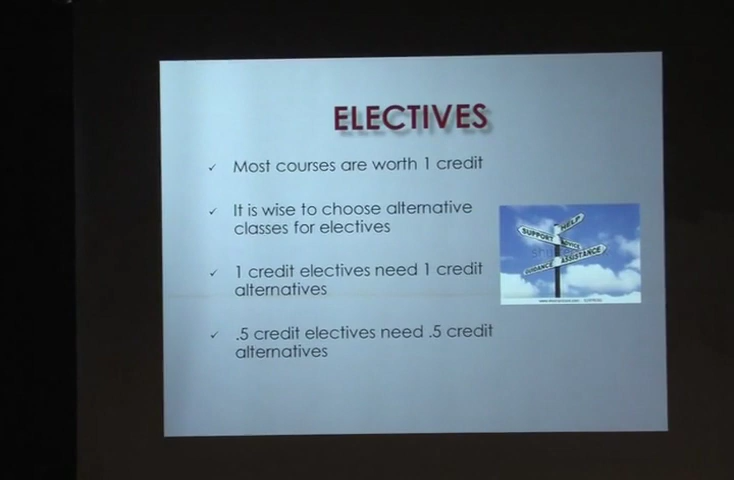 ELECTIVES
✓ Most courses are worth 1 credit
✓ It is wise to choose alternative
classes for electives
✓ 1 credit electives need 1 credit
alternatives
✓ .5 credit electives need .5 credit
alternatives
HELP
SUPPORT
ADVICE
GUIDANCE
ASSISTANCE